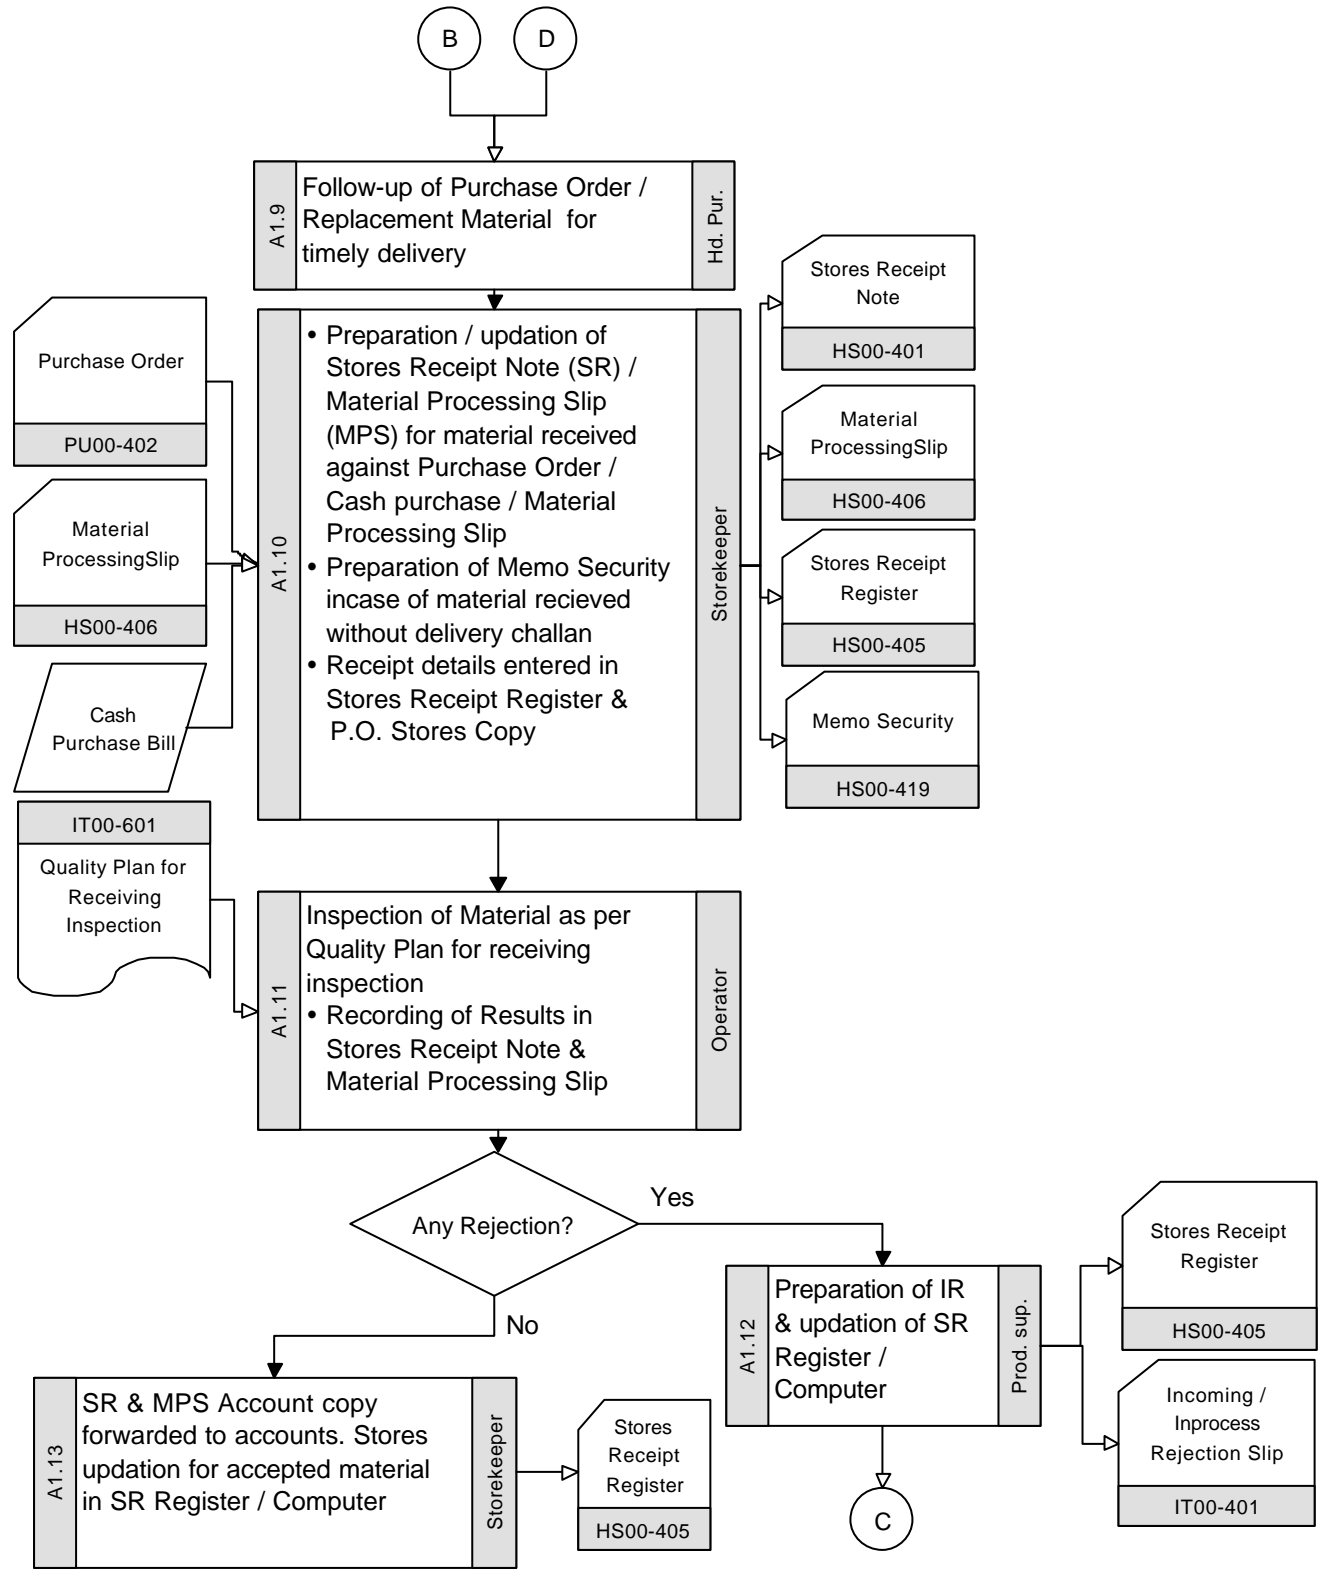 B
D
A1.9
Follow-up of Purchase Order /
Replacement Material for
timely delivery
Hd. Pur.
Purchase Order
PU00-402
Material
ProcessingSlip
HS00-406
Cash
Purchase Bill
A1.10
• Preparation / updation of
Stores Receipt Note (SR) /
Material Processing Slip
(MPS) for material received
against Purchase Order /
Cash purchase / Material
Processing Slip
• Preparation of Memo Security
incase of material recieved
without delivery challan
• Receipt details entered in
Stores Receipt Register &
P.O. Stores Copy
Storekeeper
Stores Receipt
Note
HS00-401
Material
ProcessingSlip
HS00-406
Stores Receipt
Register
HS00-405
Memo Security
HS00-419
IT00-601
Quality Plan for
Receiving
Inspection
A1.11
Inspection of Material as per
Quality Plan for receiving
inspection
• Recording of Results in
Stores Receipt Note &
Material Processing Slip
Operator
Any Rejection?
Yes
No
A1.12
Preparation of IR
& updation of SR
Register /
Computer
Prod. sup.
Stores Receipt
Register
HS00-405
Incoming /
Inprocess
Rejection Slip
IT00-401
C
A1.13
SR & MPS Account copy
forwarded to accounts. Stores
updation for accepted material
in SR Register / Computer
Storekeeper
Stores
Receipt
Register
HS00-405